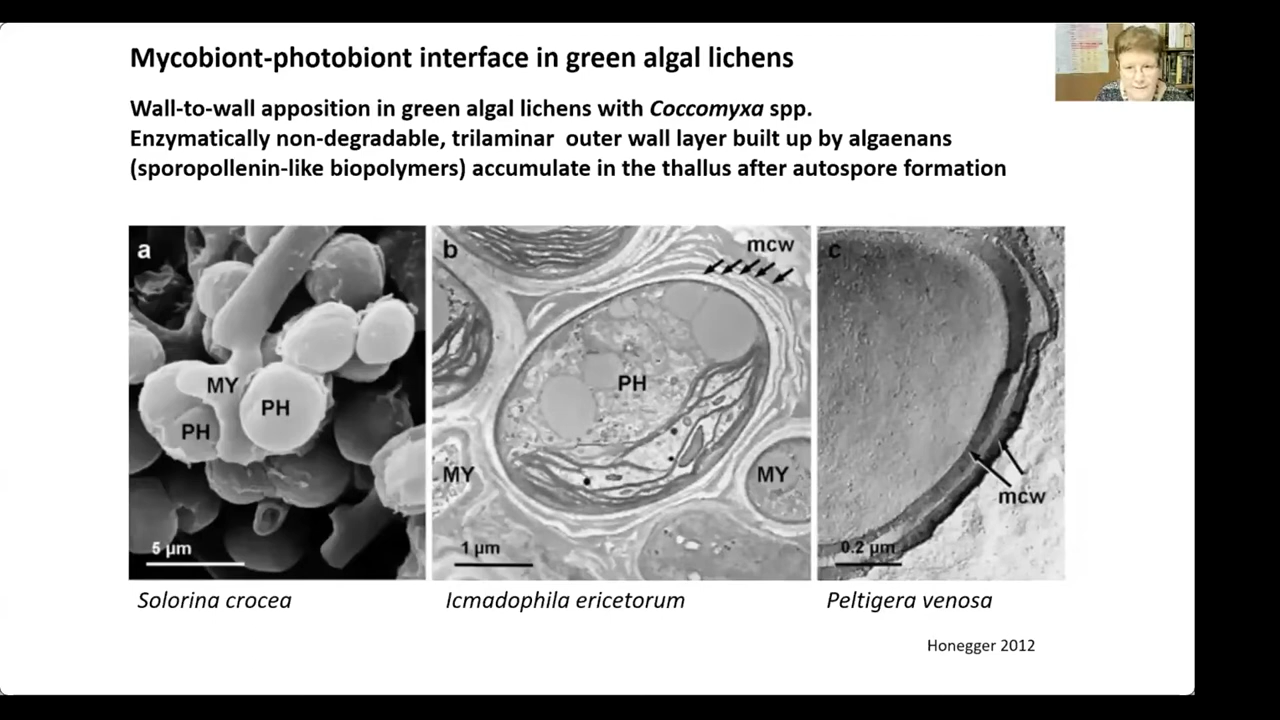 Mycobiont-photobiont interface in green algal lichens
Wall-to-wall apposition in green algal lichens with Coccomyxa spp.
Enzymatically non-degradable, trilaminar outer wall layer built up by algaenans
(sporopollenin-like biopolymers) accumulate in the thallus after autospore formation
a
MY
PH
PH
5 µm
b
mcw
PH
MY
MY
1 µm
c
mcw
0.2 µm
Solorina crocea
Icmadophila ericetorum
Peltigera venosa
Honegger 2012